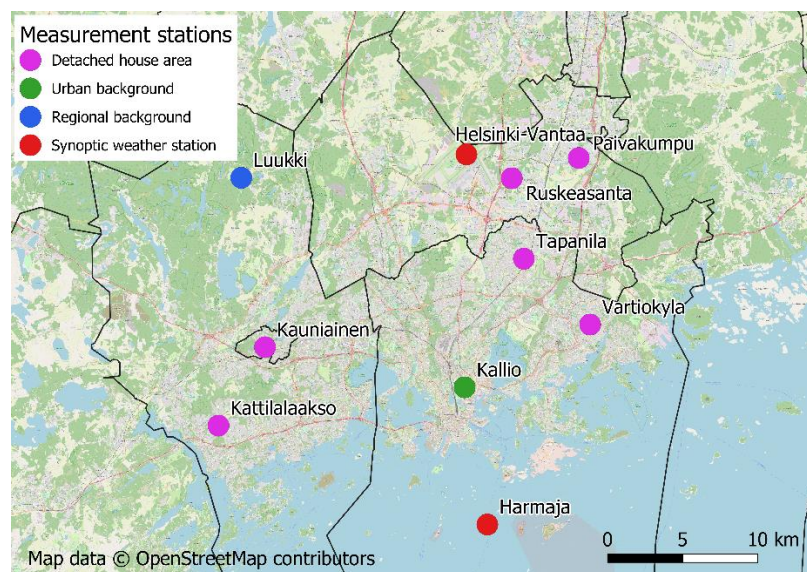 Measurement stations
Detached house area
Urban background
Regional background
Synoptic weather station
Helsinki-Vantaa
Paivakumpu
Luukki
Ruskeasanta
Tapanila
Vartiokyla
Kauniainen
Kallio
Kattilalaakso
Harmaja
0 5 10 km
Map data © OpenStreetMap contributors